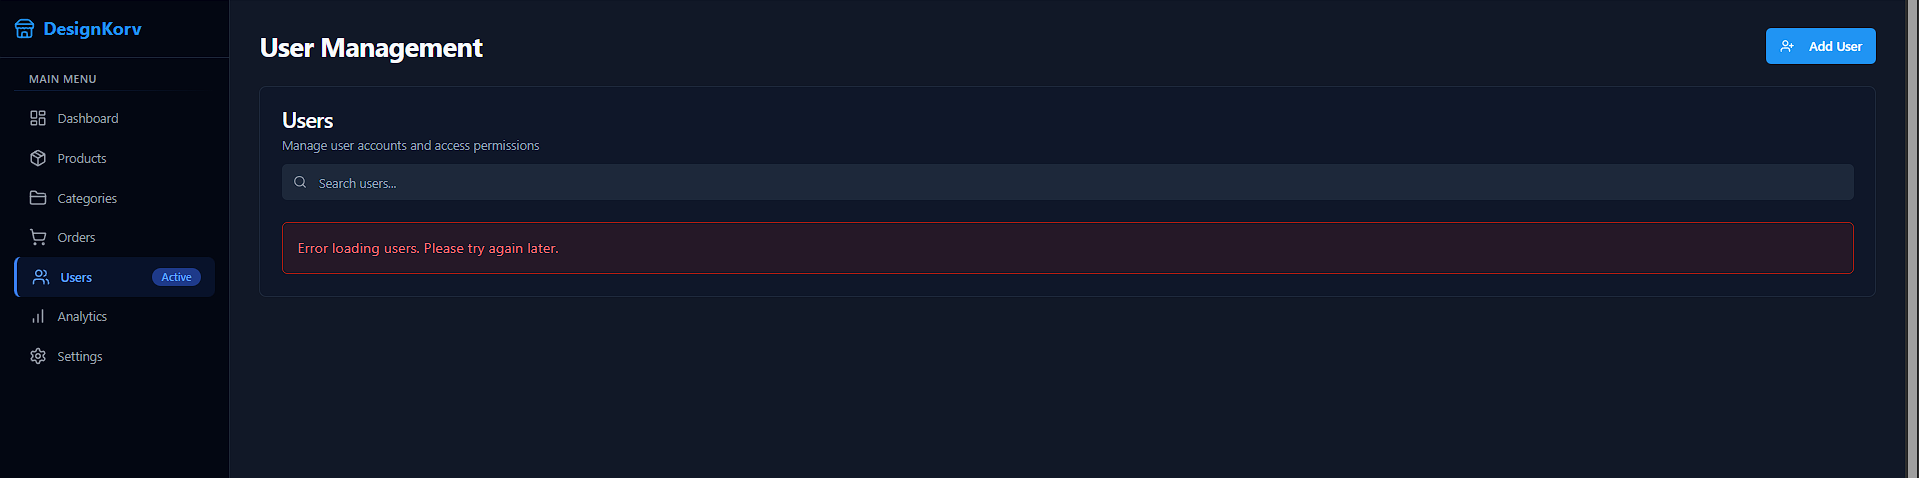 DesignKorv
MAIN MENU
Dashboard
Products
Categories
Orders
Users Active
Analytics
Settings
User Management
Add User
Users
Manage user accounts and access permissions
Search users...
Error loading users. Please try again later.